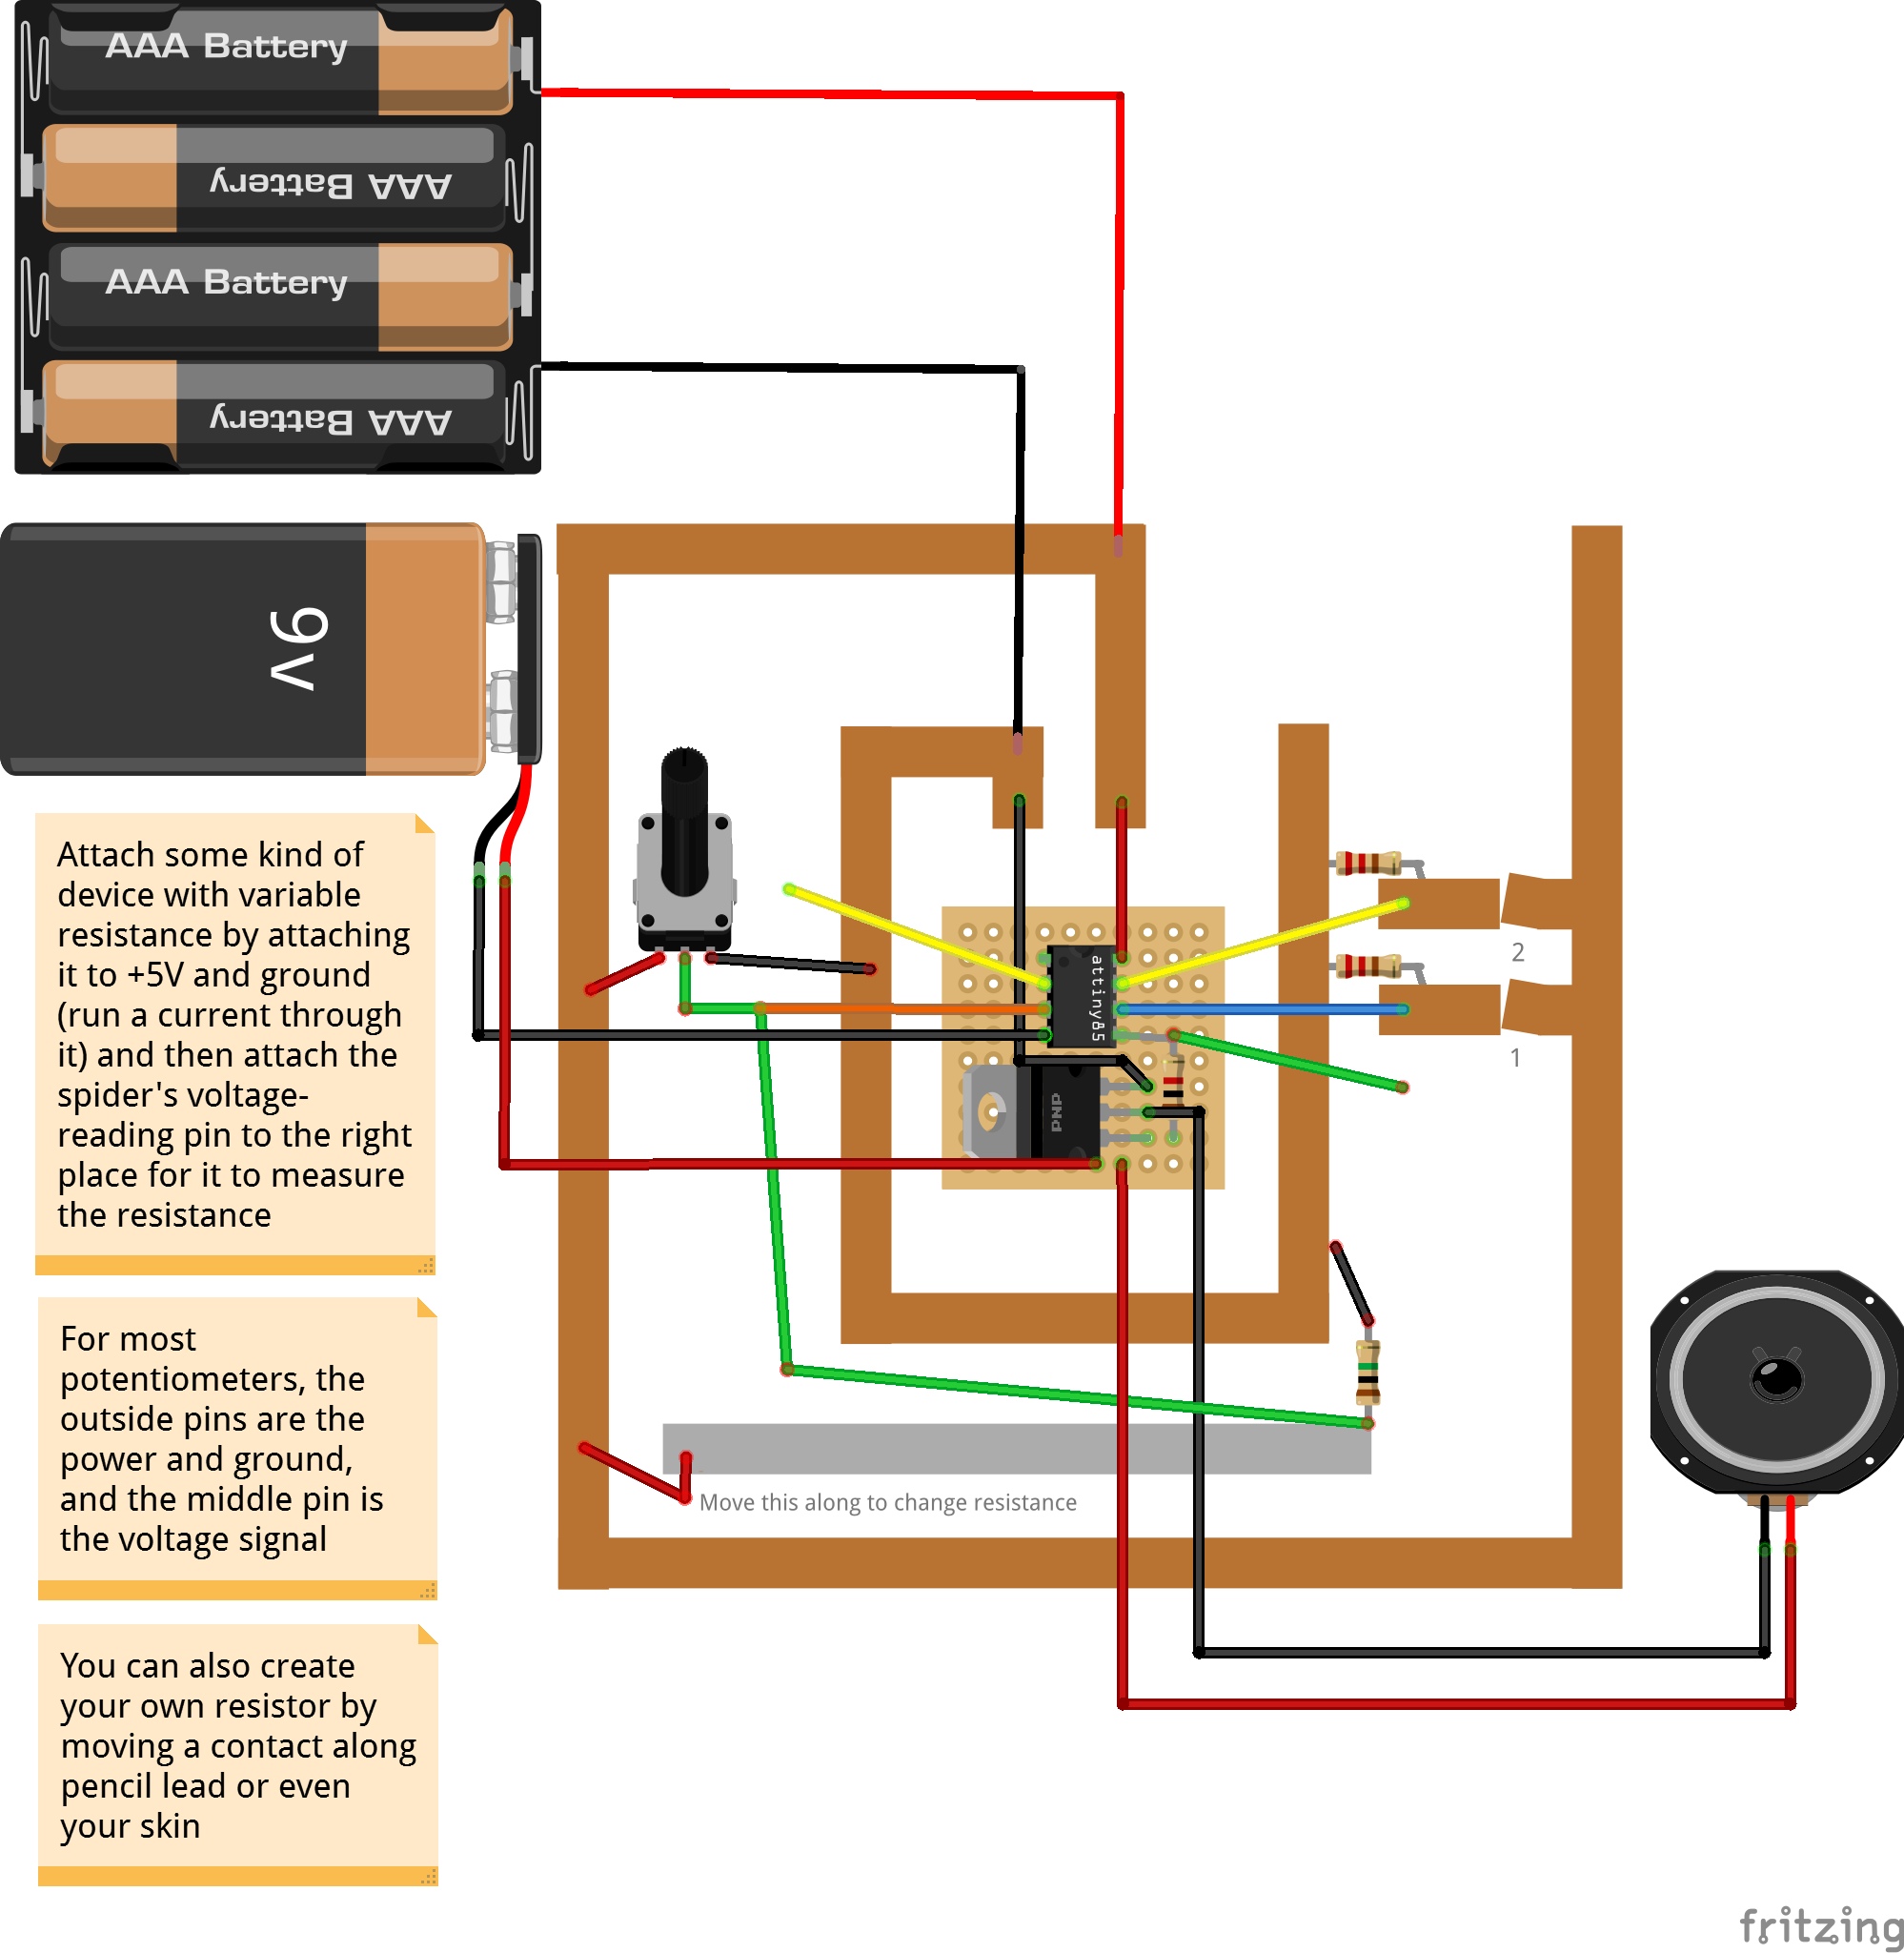 AAA Battery
AAA Battery
AAA Battery
AAA Battery
9v
Attach some kind of
device with variable
resistance by attaching
it to +5V and ground
(run a current through
it) and then attach the
spider's voltage-
reading pin to the right
place for it to measure
the resistance
For most
potentiometers, the
outside pins are the
power and ground,
and the middle pin is
the voltage signal
You can also create
your own resistor by
moving a contact along
pencil lead or even
your skin
attiny85
PNP
2
1
Move this along to change resistance
fritzing